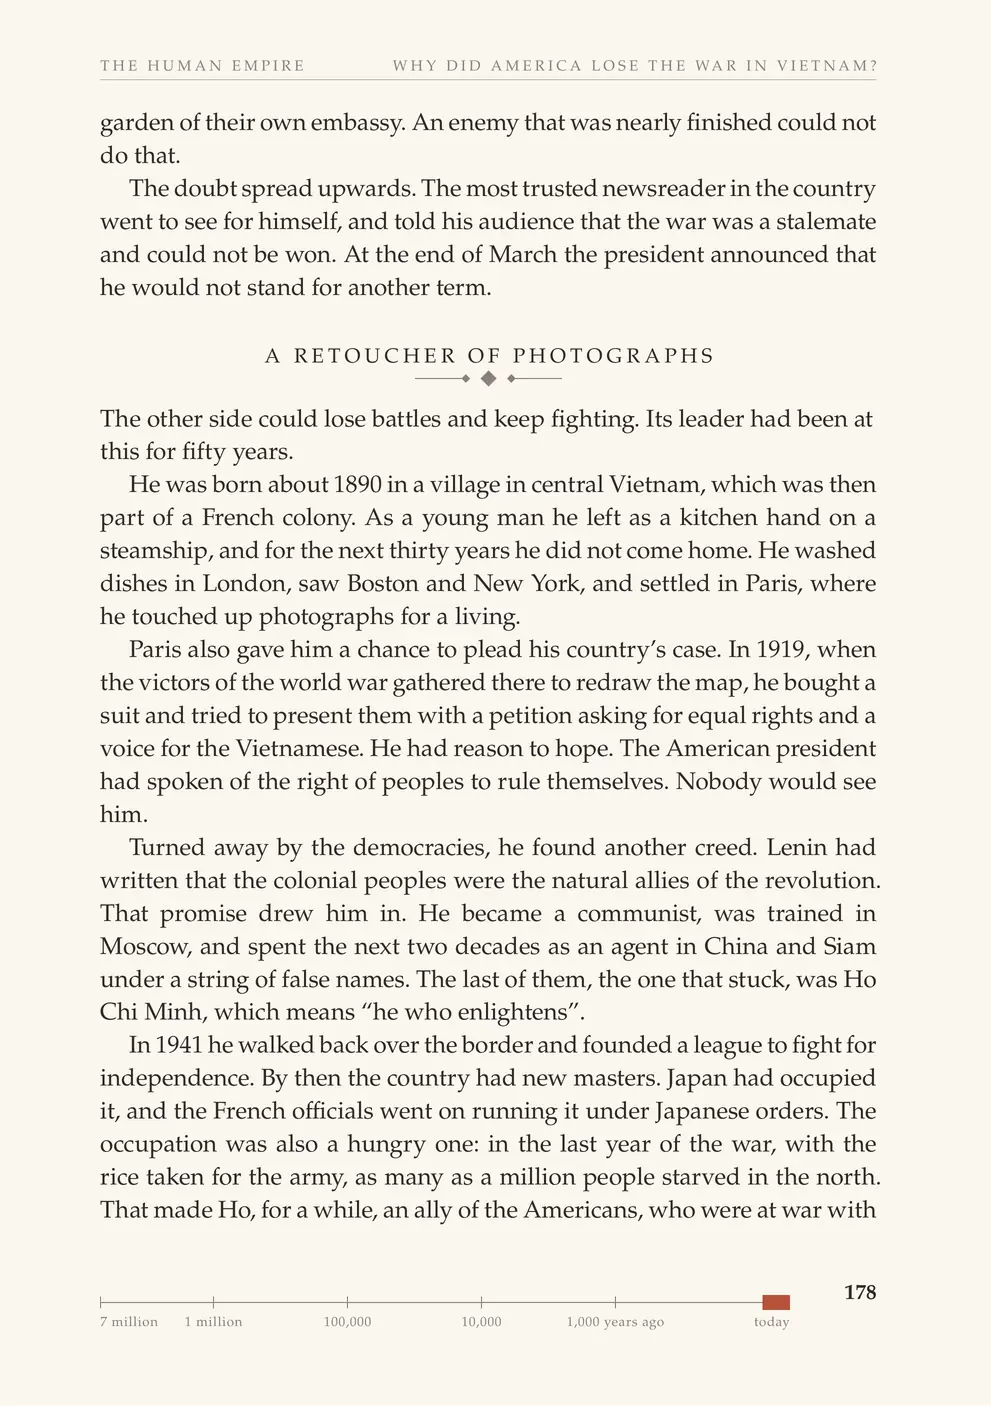 THE HUMAN EMPIRE
WHY DID AMERICA LOSE THE WAR IN VIETNAM?
garden of their own embassy. An enemy that was nearly finished could not
do that.
The doubt spread upwards. The most trusted newsreader in the country
went to see for himself, and told his audience that the war was a stalemate
and could not be won. At the end of March the president announced that
he would not stand for another term.
A RETOUCHER OF PHOTOGRAPHS
The other side could lose battles and keep fighting. Its leader had been at
this for fifty years.
He was born about 1890 in a village in central Vietnam, which was then
part of a French colony. As a young man he left as a kitchen hand on a
steamship, and for the next thirty years he did not come home. He washed
dishes in London, saw Boston and New York, and settled in Paris, where
he touched up photographs for a living.
Paris also gave him a chance to plead his country’s case. In 1919, when
the victors of the world war gathered there to redraw the map, he bought a
suit and tried to present them with a petition asking for equal rights and a
voice for the Vietnamese. He had reason to hope. The American president
had spoken of the right of peoples to rule themselves. Nobody would see
him.
Turned away by the democracies, he found another creed. Lenin had
written that the colonial peoples were the natural allies of the revolution.
That promise drew him in. He became a communist, was trained in
Moscow, and spent the next two decades as an agent in China and Siam
under a string of false names. The last of them, the one that stuck, was Ho
Chi Minh, which means “he who enlightens”.
In 1941 he walked back over the border and founded a league to fight for
independence. By then the country had new masters. Japan had occupied
it, and the French officials went on running it under Japanese orders. The
occupation was also a hungry one: in the last year of the war, with the
rice taken for the army, as many as a million people starved in the north.
That made Ho, for a while, an ally of the Americans, who were at war with
178
7 million 1 million 100,000 10,000 1,000 years ago today